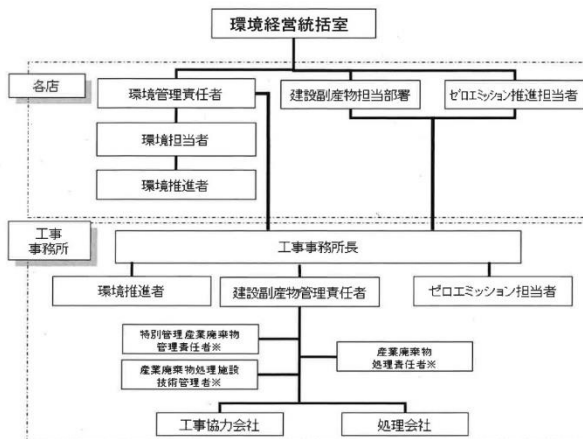 環境経営統括室
各店
環境管理責任者
建設副産物担当部署
ゼロエミッション推進担当者
環境担当者
環境推進者
工事
事務所
工事事務所長
環境推進者
建設副産物管理責任者
ゼロエミッション担当者
特別管理産業廃棄物
管理責任者※
産業廃棄物
処理責任者※
産業廃棄物処理施設
技術管理者※
工事協力会社
処理会社